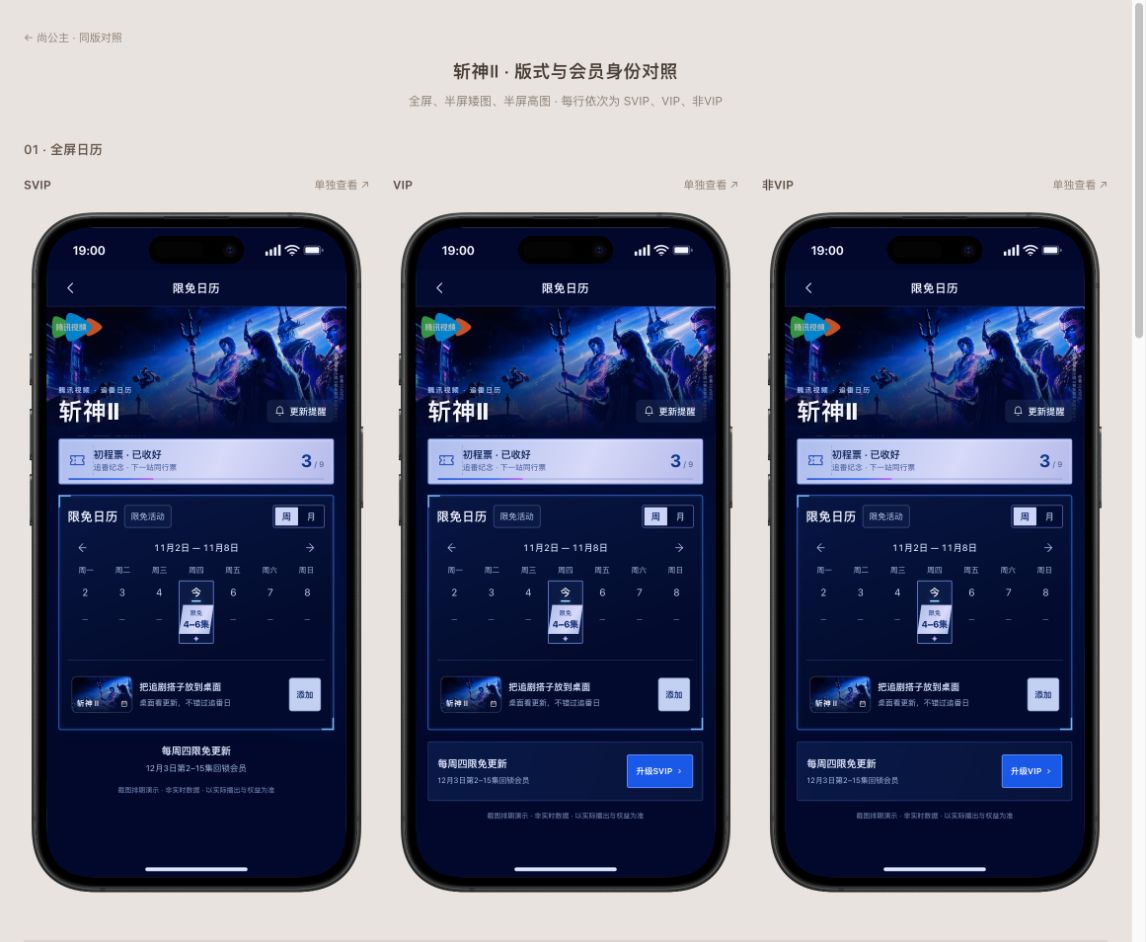 ← 尚公主 · 同版对照
斩神II · 版式与会员身份对照
全屏、半屏矮图、半屏高图 · 每行依次为 SVIP、VIP、非VIP
01 · 全屏日历
SVIP
单独查看 ↗
19:00
限免日历
腾讯视频
腾讯视频 · 追番日历
斩神II
更新提醒
初程票 · 已收好
追番纪念 · 下一站同行票
3 / 9
限免日历 限免活动 周 月
← 11月2日 — 11月8日 →
周一 周二 周三 周四 周五 周六 周日
2 3 4 今 6 7 8
限免
— — — 4–6集 — — —
斩神II
把追剧搭子放到桌面
桌面看更新，不错过追番日
添加
每周四限免更新
12月3日第2–15集回锁会员
截图排期演示 · 非实时数据 · 以实际播出与权益为准
VIP
单独查看 ↗
19:00
限免日历
腾讯视频
腾讯视频 · 追番日历
斩神II
更新提醒
初程票 · 已收好
追番纪念 · 下一站同行票
3 / 9
限免日历 限免活动 周 月
← 11月2日 — 11月8日 →
周一 周二 周三 周四 周五 周六 周日
2 3 4 今 6 7 8
限免
— — — 4–6集 — — —
斩神II
把追剧搭子放到桌面
桌面看更新，不错过追番日
添加
每周四限免更新
12月3日第2–15集回锁会员
升级SVIP ›
截图排期演示 · 非实时数据 · 以实际播出与权益为准
非VIP
单独查看 ↗
19:00
限免日历
腾讯视频
腾讯视频 · 追番日历
斩神II
更新提醒
初程票 · 已收好
追番纪念 · 下一站同行票
3 / 9
限免日历 限免活动 周 月
← 11月2日 — 11月8日 →
周一 周二 周三 周四 周五 周六 周日
2 3 4 今 6 7 8
限免
— — — 4–6集 — — —
斩神II
把追剧搭子放到桌面
桌面看更新，不错过追番日
添加
每周四限免更新
12月3日第2–15集回锁会员
升级VIP ›
截图排期演示 · 非实时数据 · 以实际播出与权益为准